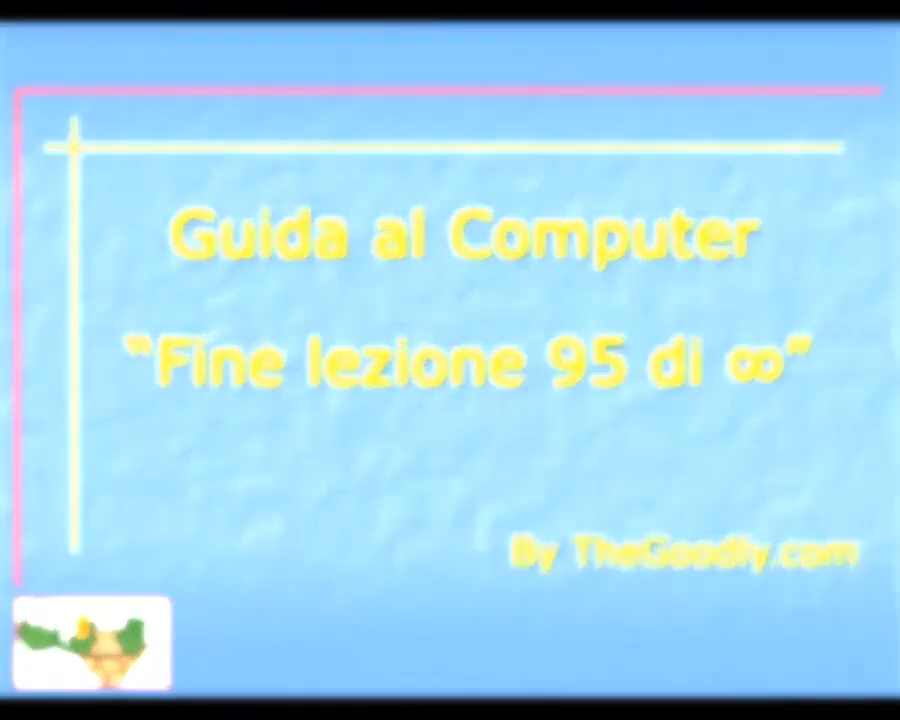 Guida al Computer
“Fine lezione 95 di ∞”
By TheGoodly.com